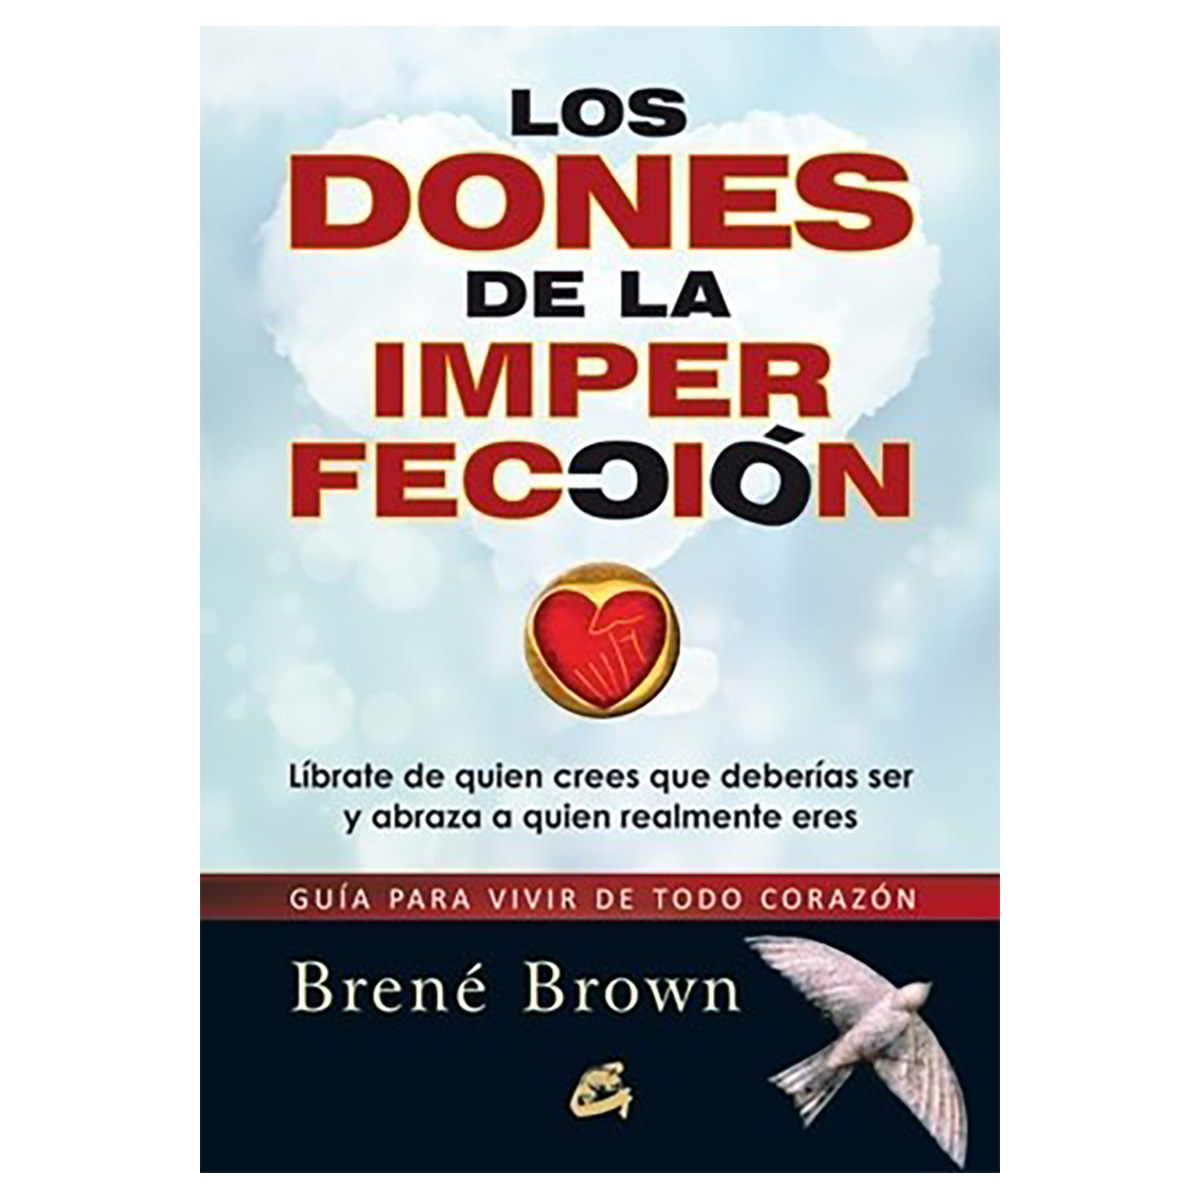 LOS
DONES
DE LA
IMPER
FECCIÓN
Líbrate de quien crees que deberías ser
y abraza a quien realmente eres
GUÍA PARA VIVIR DE TODO CORAZÓN
Brené Brown